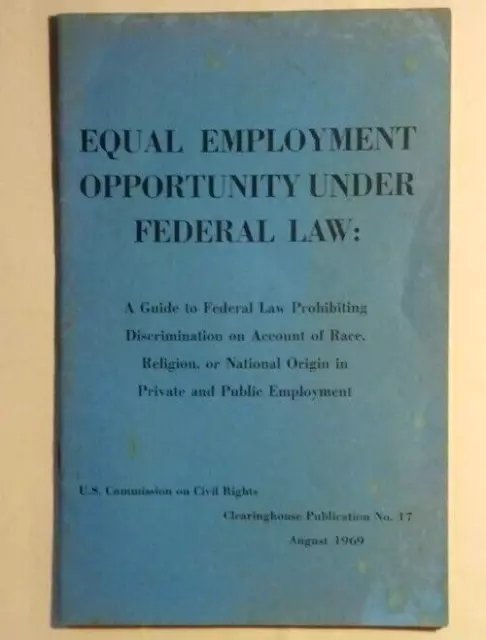 EQUAL EMPLOYMENT
OPPORTUNITY UNDER
FEDERAL LAW:
A Guide to Federal Law Prohibiting
Discrimination on Account of Race,
Religion, or National Origin in
Private and Public Employment
U.S. Commission on Civil Rights
Clearinghouse Publication No. 17
August 1969